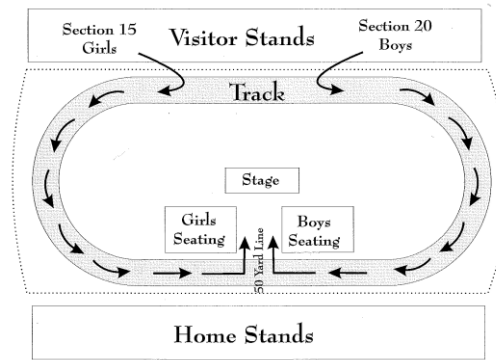 Section 15
Girls
Visitor Stands
Section 20
Boys
Track
Stage
Girls
Seating
Boys
Seating
50 Yard Line
Home Stands